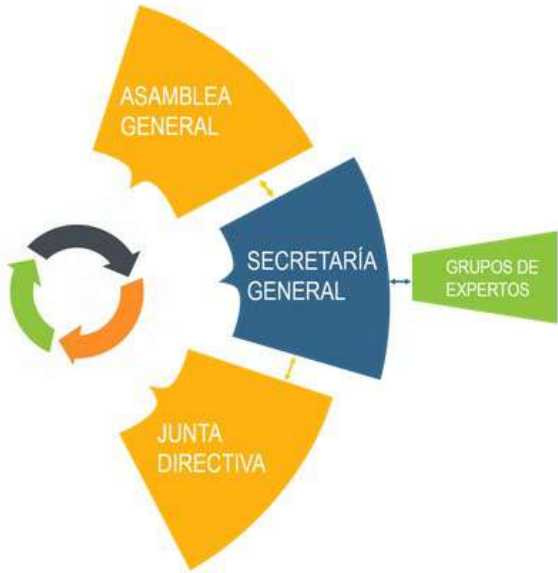 ASAMBLEA
GENERAL
SECRETARÍA
GENERAL
GRUPOS DE
EXPERTOS
JUNTA
DIRECTIVA